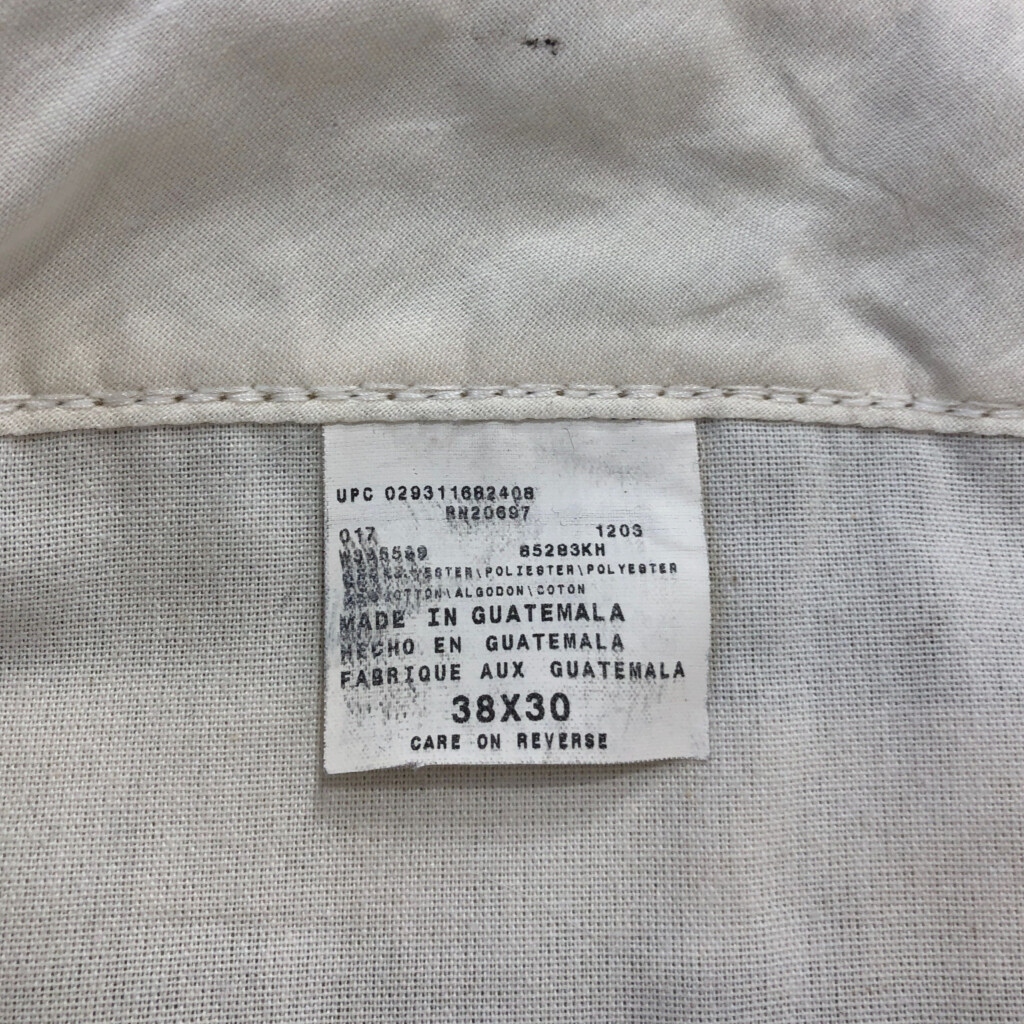 UPC 029311682408
RN20697
017 1203
85283KH
POLIESTER\POLYESTER
\ALGODON\COTON
MADE IN GUATEMALA
HECHO EN GUATEMALA
FABRIQUE AUX GUATEMALA
38X30
CARE ON REVERSE